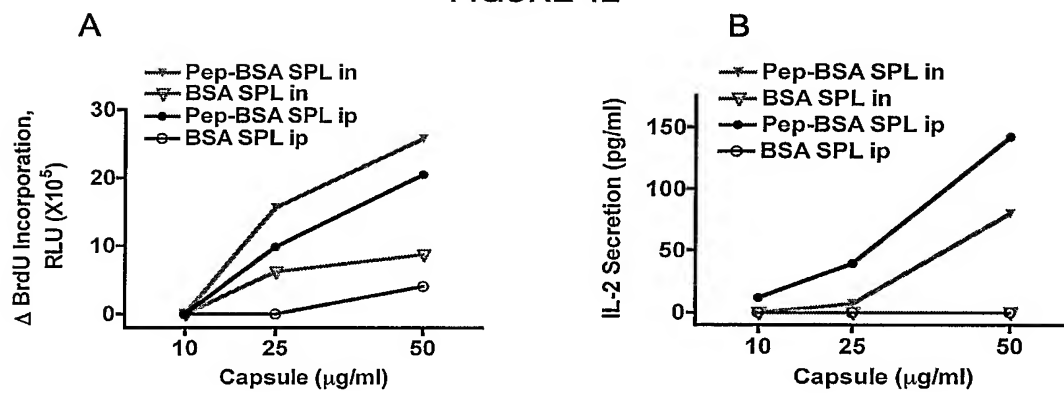 A
Pep-BSA SPL in
BSA SPL in
Pep-BSA SPL ip
BSA SPL ip
30
20
10
0
Δ BrdU Incorporation,
RLU (X10⁵)
10
25
50
Capsule (μg/ml)
B
Pep-BSA SPL in
BSA SPL in
Pep-BSA SPL ip
BSA SPL ip
150
100
50
0
IL-2 Secretion (pg/ml)
10
25
50
Capsule (μg/ml)